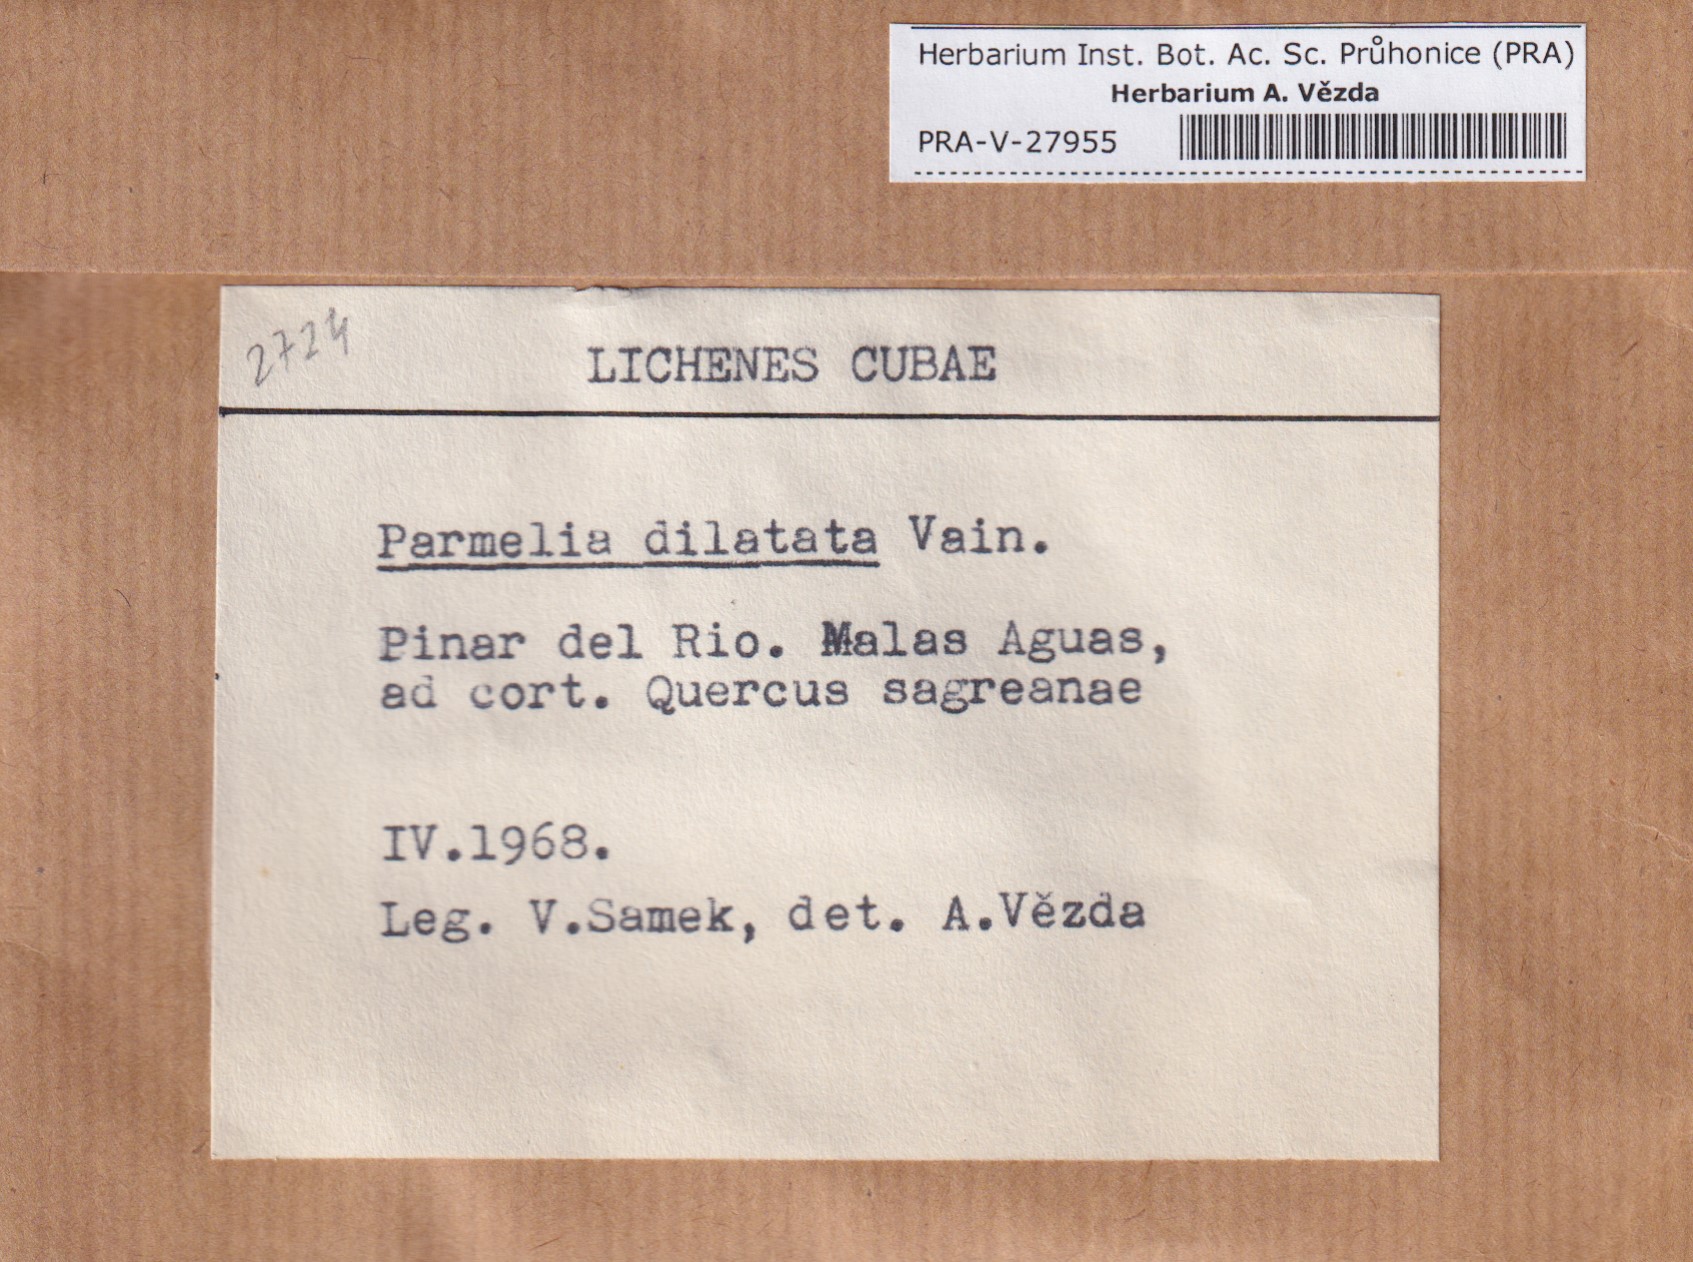 Herbarium Inst. Bot. Ac. Sc. Průhonice (PRA)
Herbarium A. Vězda
PRA-V-27955
2724
LICHENES CUBAE
Parmelia dilatata Vain.
Pinar del Rio. Malas Aguas,
ad cort. Quercus sagreanae
IV.1968.
Leg. V.Samek, det. A.Vězda